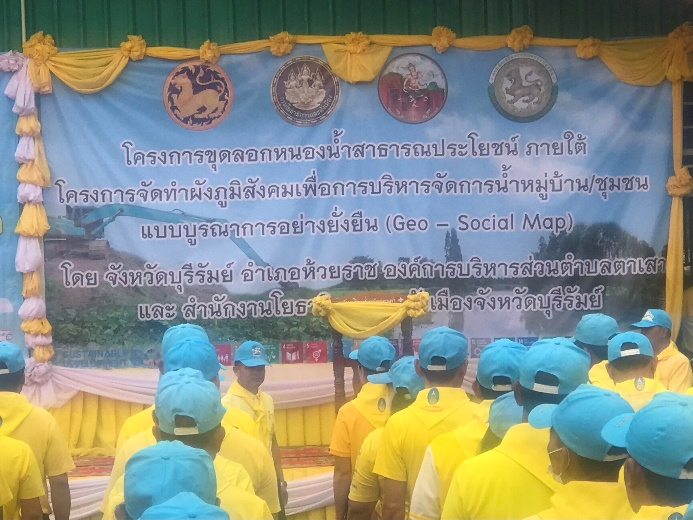 โครงการขุดลอกหนองน้ำสาธารณประโยชน์ ภายใต้
โครงการจัดทำผังภูมิสังคมเพื่อการบริหารจัดการน้ำหมู่บ้าน/ชุมชน
แบบบูรณาการอย่างยั่งยืน (Geo – Social Map)
โดย จังหวัดบุรีรัมย์ อำเภอห้วยราช องค์การบริหารส่วนตำบลตาเสา
และ สำนักงานโยธา เมืองจังหวัดบุรีรัมย์